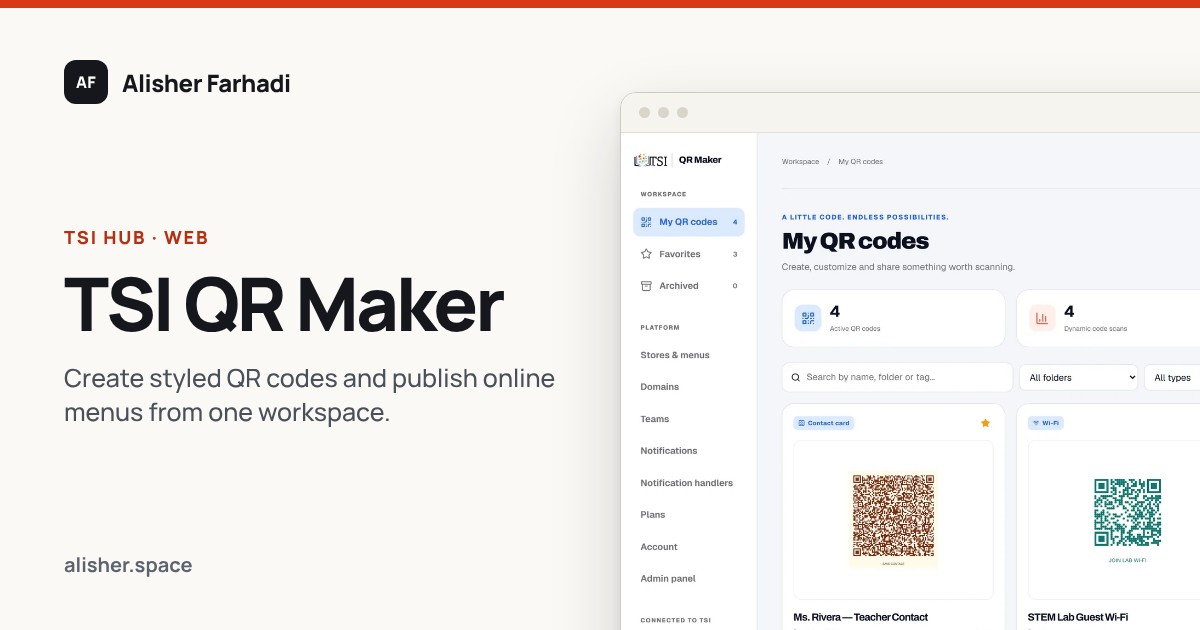 AF
Alisher Farhadi
TSI HUB · WEB
TSI QR Maker
Create styled QR codes and publish online
menus from one workspace.
alisher.space
TSI
QR Maker
WORKSPACE
My QR codes 4
Favorites 3
Archived 0
PLATFORM
Stores & menus
Domains
Teams
Notifications
Notification handlers
Plans
Account
Admin panel
CONNECTED TO TSI
Workspace / My QR codes
A LITTLE CODE. ENDLESS POSSIBILITIES.
My QR codes
Create, customize and share something worth scanning.
4
Active QR codes
4
Dynamic code scans
Search by name, folder or tag...
All folders
All types
Contact card
Ms. Rivera — Teacher Contact
Wi-Fi
JOIN LAB WI-FI
STEM Lab Guest Wi-Fi